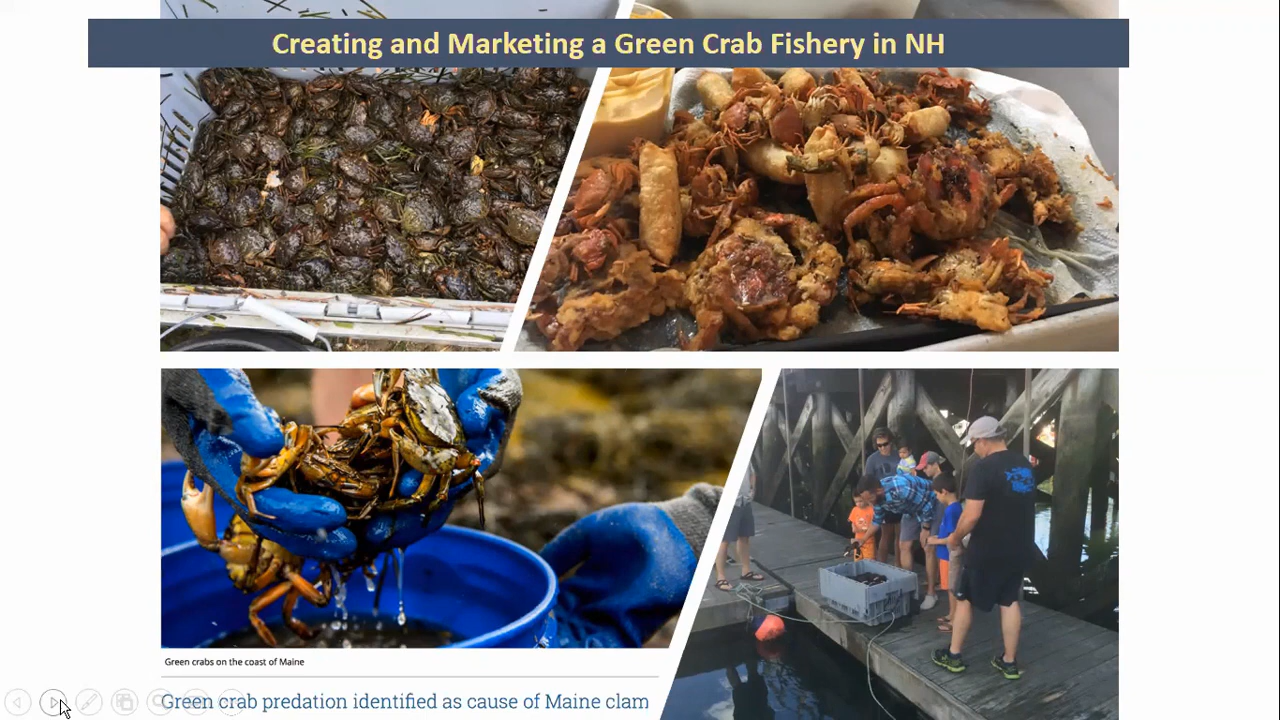 Creating and Marketing a Green Crab Fishery in NH
Green crabs on the coast of Maine
Green crab predation identified as cause of Maine clam